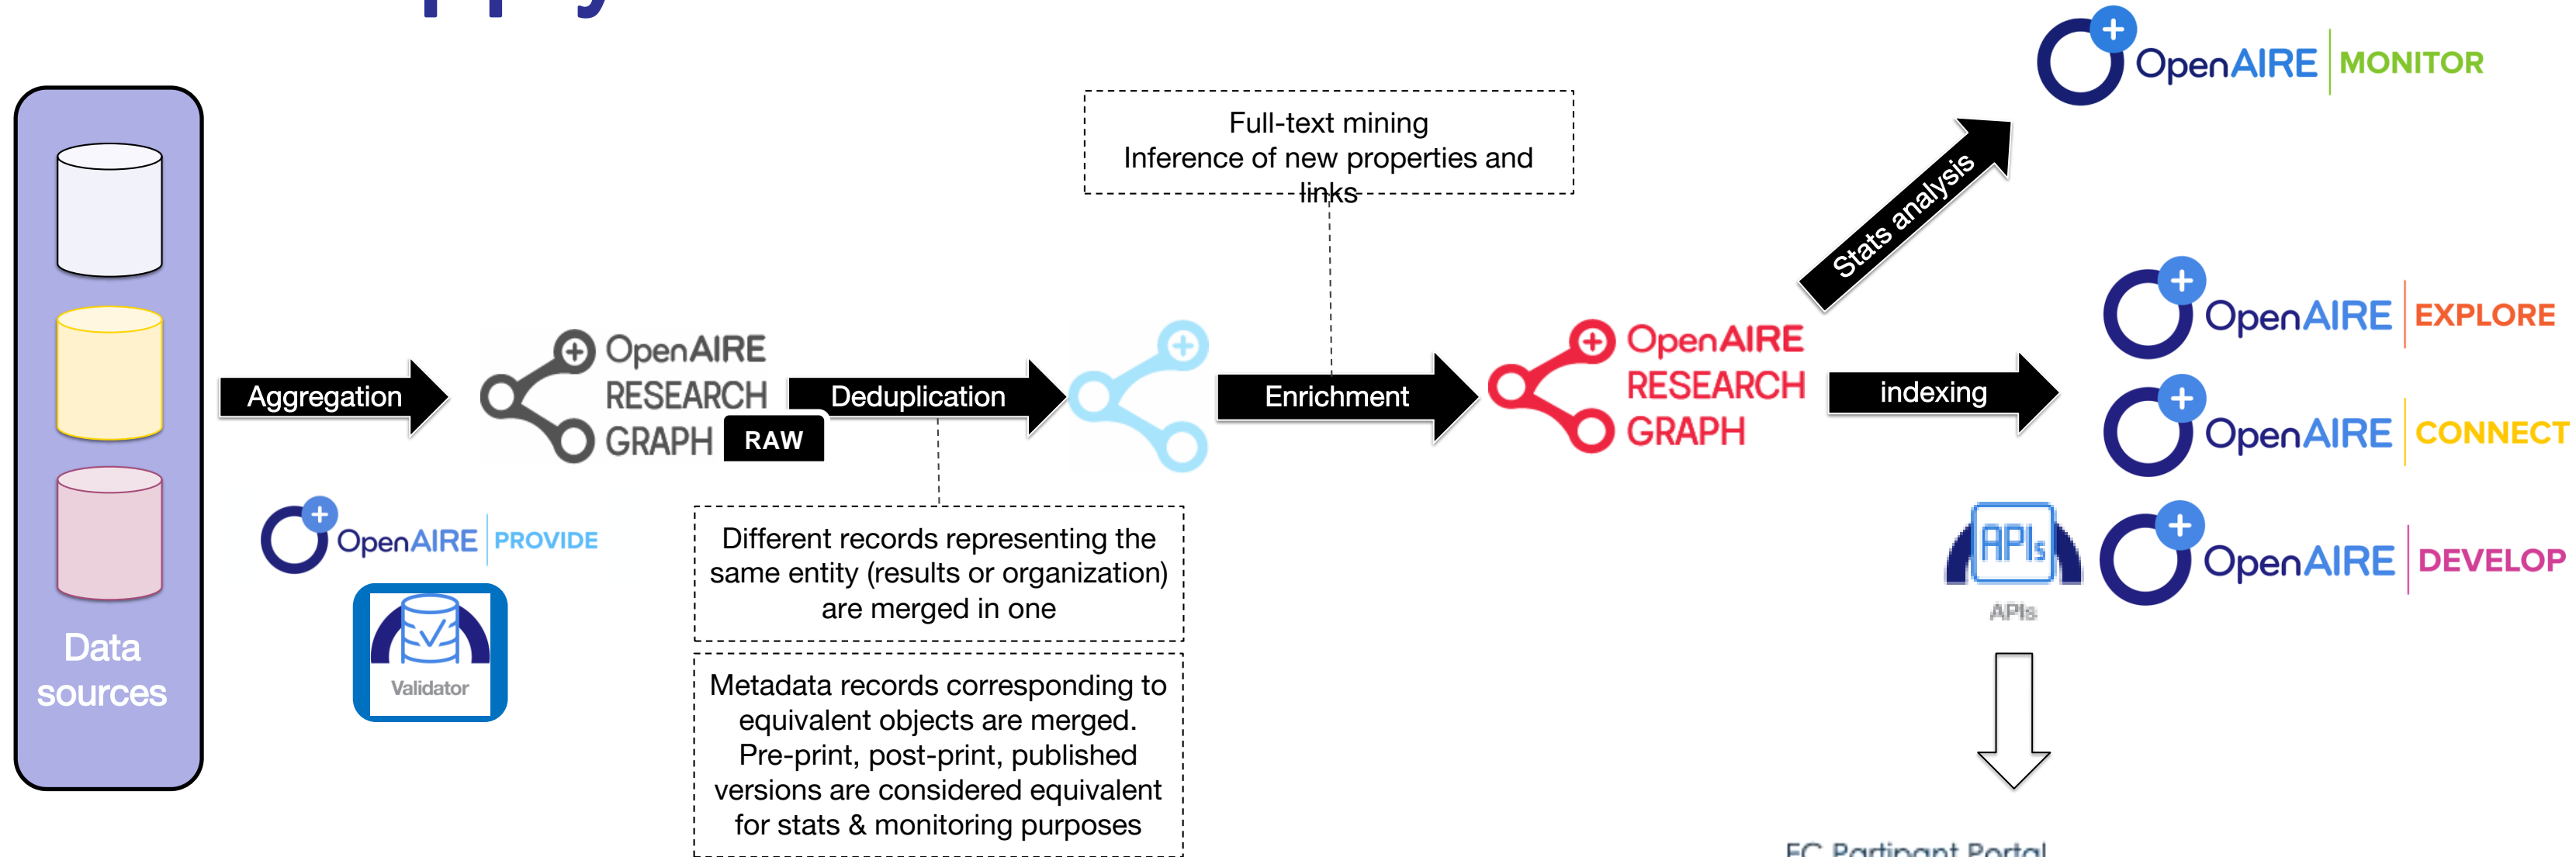 OpenAIRE MONITOR
Full-text mining
Inference of new properties and
links
Stats analysis
OpenAIRE EXPLORE
OpenAIRE
RESEARCH
GRAPH RAW
OpenAIRE
RESEARCH
GRAPH
Aggregation
Deduplication
Enrichment
indexing
OpenAIRE CONNECT
OpenAIRE PROVIDE
Different records representing the
same entity (results or organization)
are merged in one
APIs
APIs
OpenAIRE DEVELOP
Data
sources
Validator
Metadata records corresponding to
equivalent objects are merged.
Pre-print, post-print, published
versions are considered equivalent
for stats & monitoring purposes
EC Partipant Portal